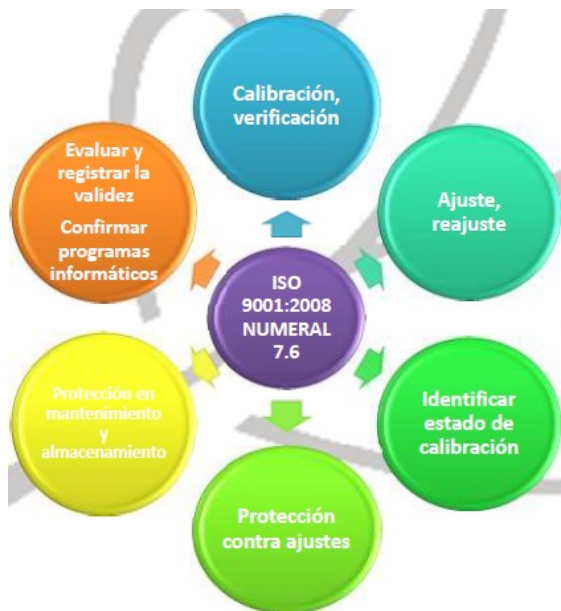 Calibración,
verificación
Evaluar y
registrar la
validez
Confirmar
programas
informáticos
Ajuste,
reajuste
ISO
9001:2008
NUMERAL
7.6
Protección en
mantenimiento
y
almacenamiento
Identificar
estado de
calibración
Protección
contra ajustes